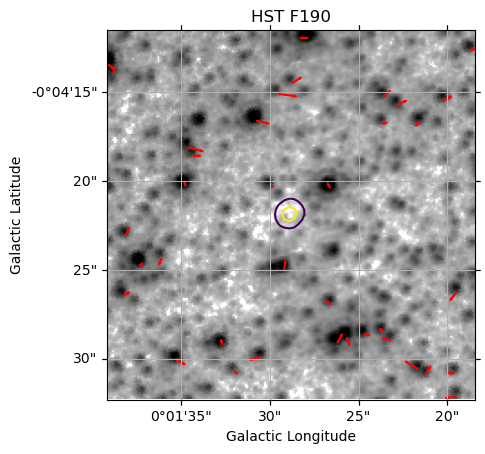 HST F190
-0°04'15"
20"
25"
30"
Galactic Latitude
0°01'35" 30" 25" 20"
Galactic Longitude